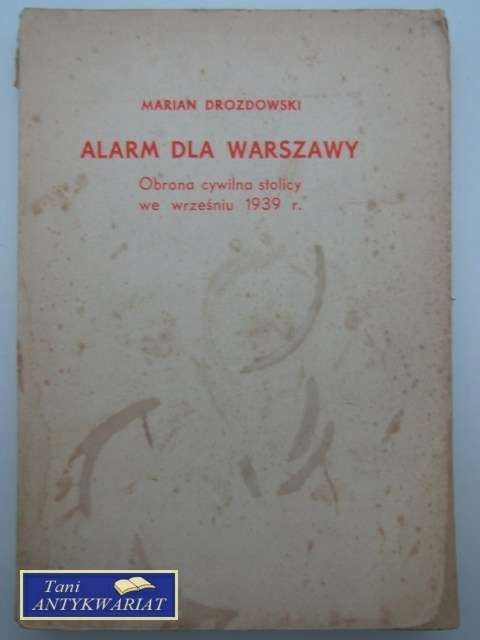 MARIAN DROZDOWSKI
ALARM DLA WARSZAWY
Obrona cywilna stolicy
we wrześniu 1939 r.
Tani
ANTYKWARIAT